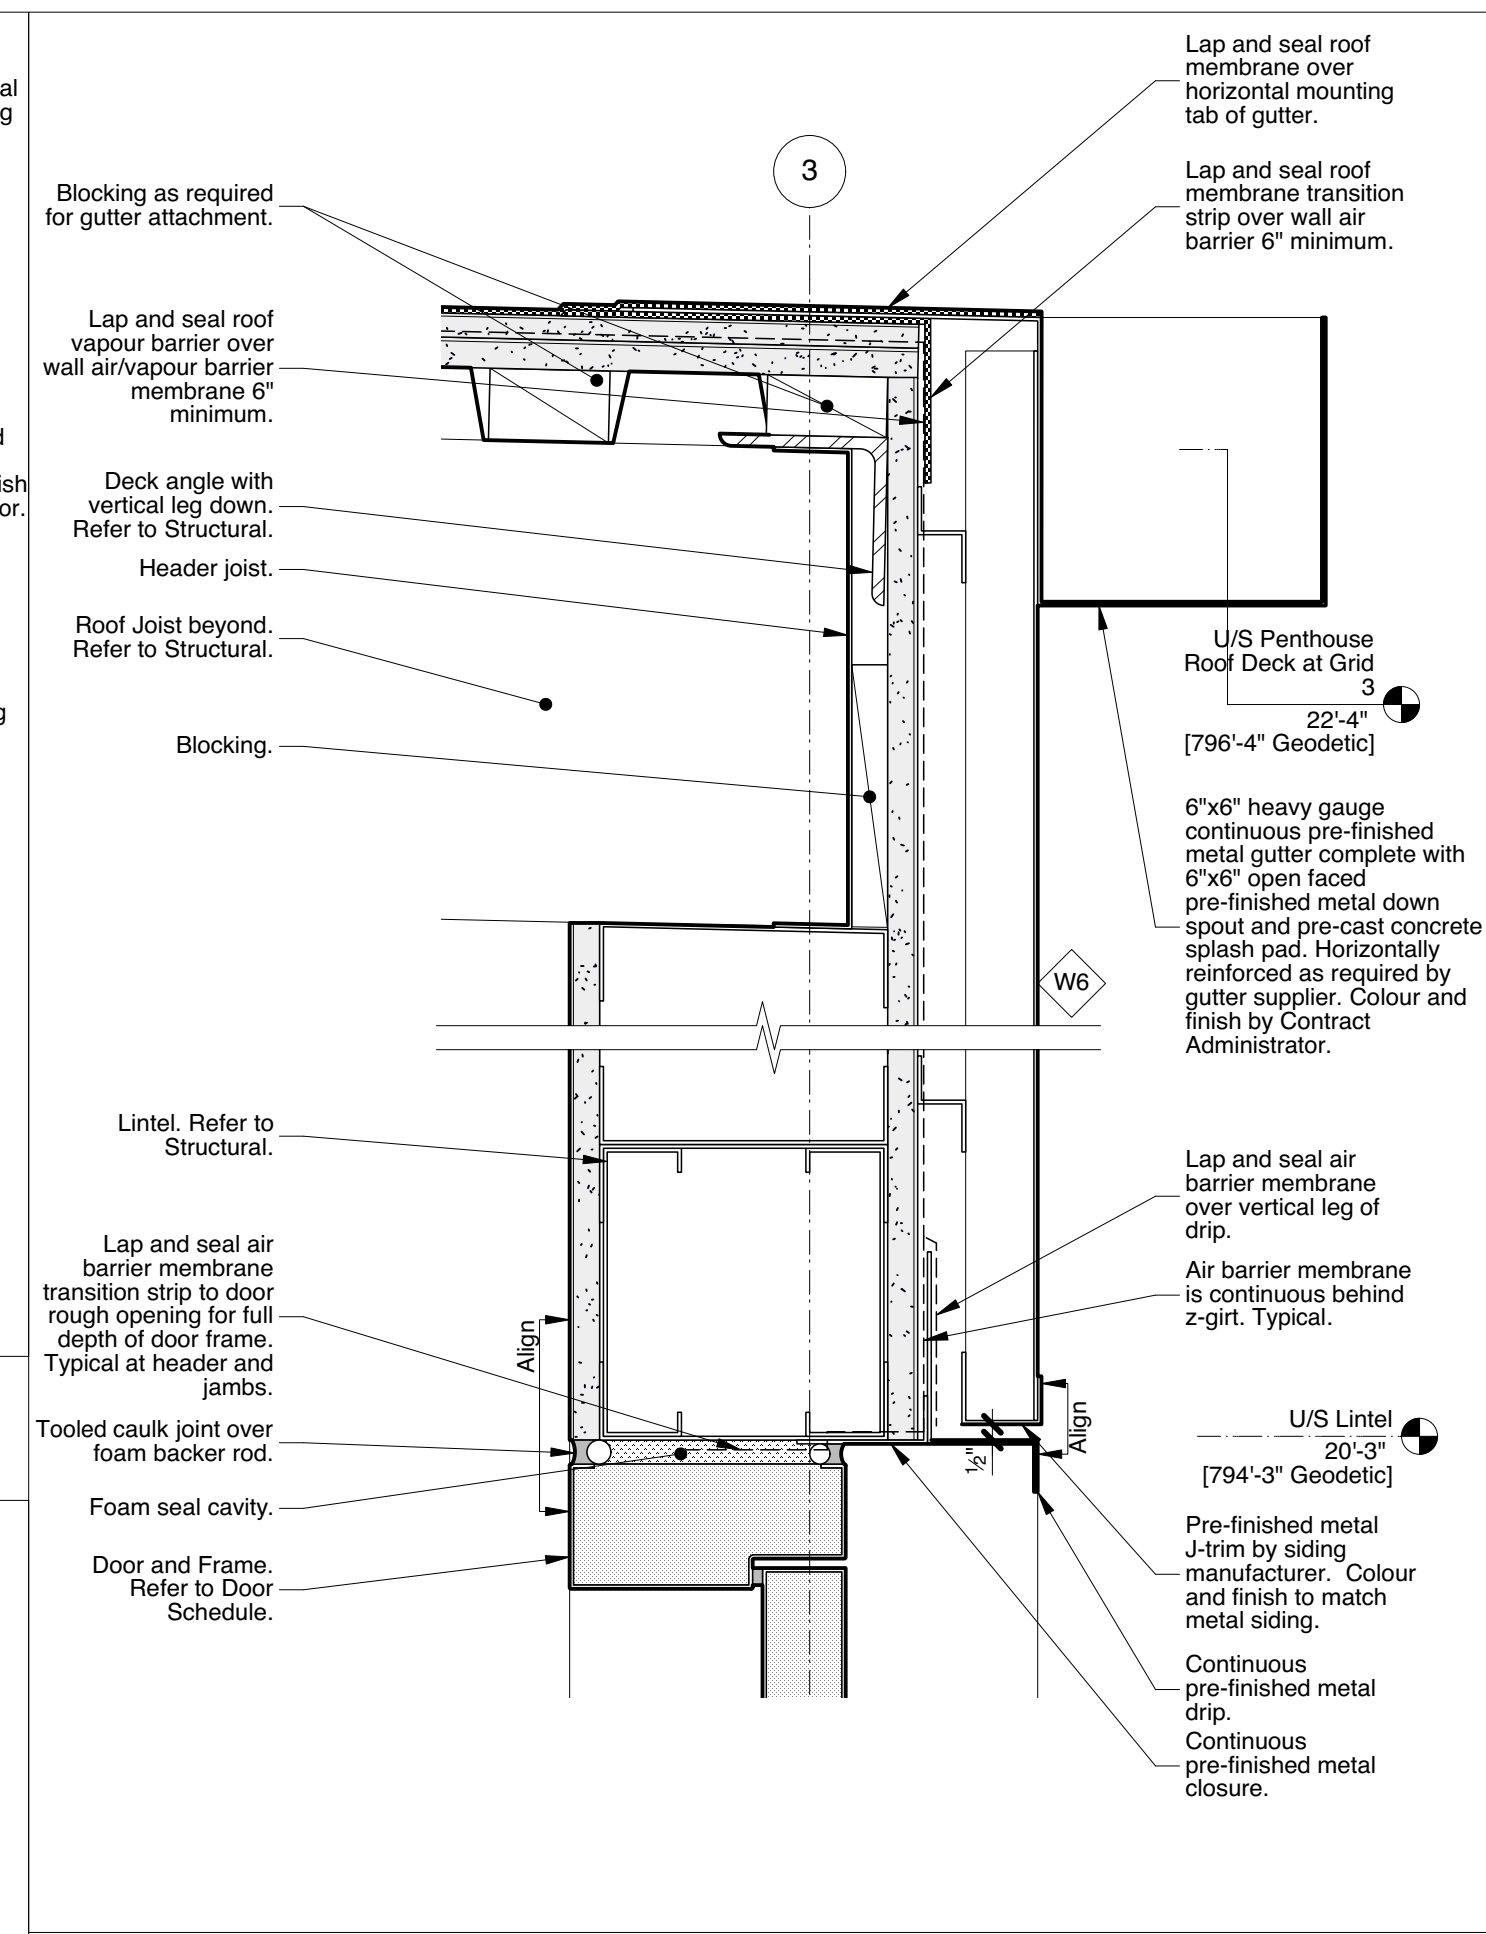 al
g
d
ish
or.
g
3
Blocking as required
for gutter attachment.
Lap and seal roof
vapour barrier over
wall air/vapour barrier
membrane 6"
minimum.
Deck angle with
vertical leg down.
Refer to Structural.
Header joist.
Roof Joist beyond.
Refer to Structural.
Blocking.
Lintel. Refer to
Structural.
Lap and seal air
barrier membrane
transition strip to door
rough opening for full
depth of door frame.
Typical at header and
jambs.
Tooled caulk joint over
foam backer rod.
Foam seal cavity.
Door and Frame.
Refer to Door
Schedule.
Align
Lap and seal roof
membrane over
horizontal mounting
tab of gutter.
Lap and seal roof
membrane transition
strip over wall air
barrier 6" minimum.
U/S Penthouse
Roof Deck at Grid
3
22'-4"
[796'-4" Geodetic]
6"x6" heavy gauge
continuous pre-finished
metal gutter complete with
6"x6" open faced
pre-finished metal down
spout and pre-cast concrete
splash pad. Horizontally
reinforced as required by
gutter supplier. Colour and
finish by Contract
Administrator.
W6
Lap and seal air
barrier membrane
over vertical leg of
drip.
Air barrier membrane
is continuous behind
z-girt. Typical.
Align
½"
U/S Lintel
20'-3"
[794'-3" Geodetic]
Pre-finished metal
J-trim by siding
manufacturer. Colour
and finish to match
metal siding.
Continuous
pre-finished metal
drip.
Continuous
pre-finished metal
closure.